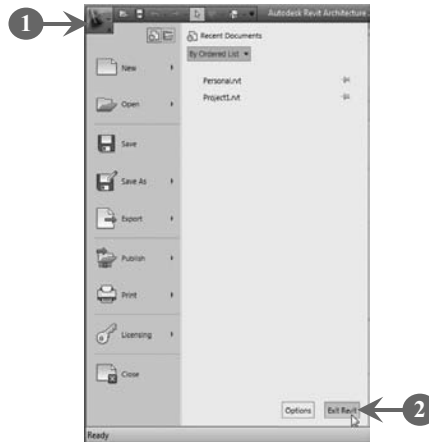 1
Autodesk Revit Architecture
Recent Documents
By Ordered List
Personal.rvt
Project1.rvt
New
Open
Save
Save As
Export
Publish
Print
Licensing
Close
Options
Exit Revit
2
Ready